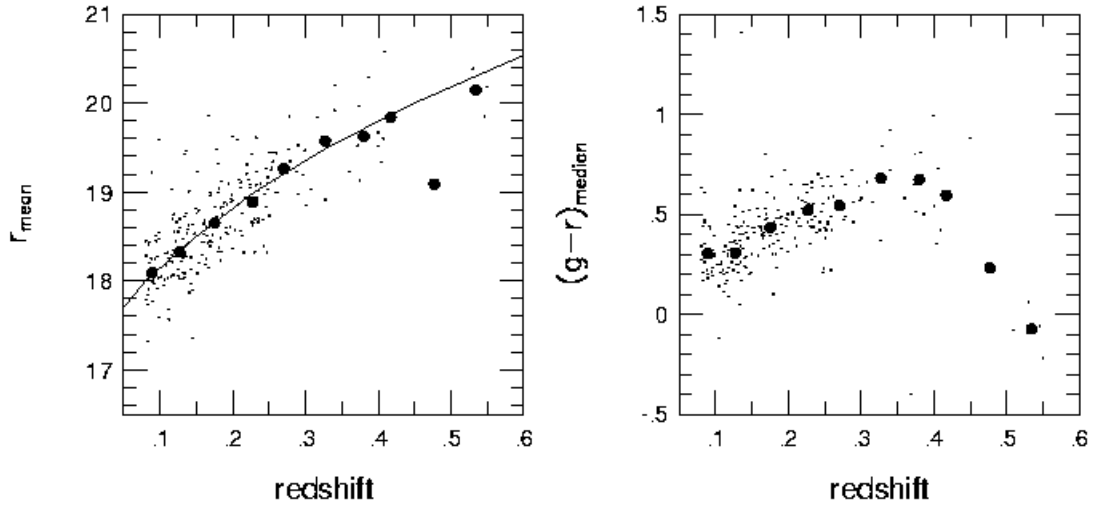 21
20
19
18
17
r_mean
.1 .2 .3 .4 .5 .6
redshift
1.5
1
.5
0
-.5
(g-r)_median
.1 .2 .3 .4 .5 .6
redshift